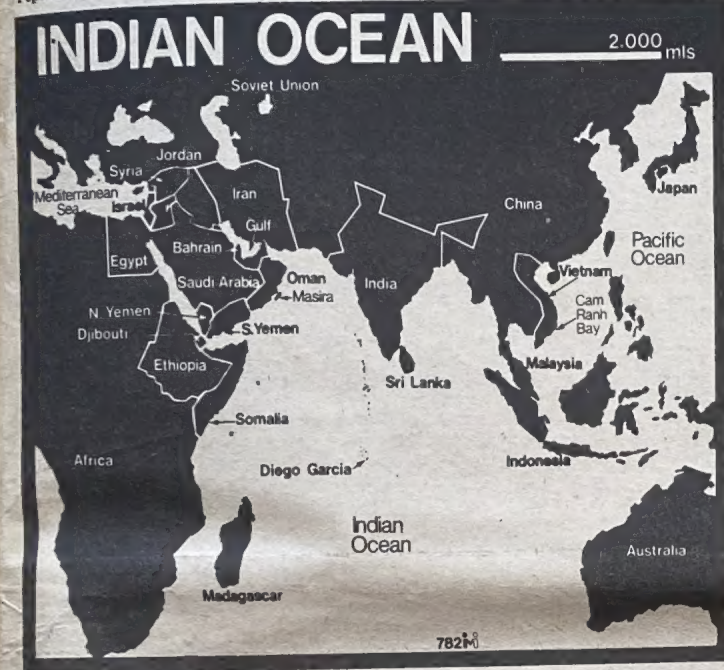 INDIAN OCEAN
2.000 mls
Soviet Union
Jordan
Syria
Mediterranean
Sea
Israel
Iran
Gulf
Bahrain
Egypt
Saudi Arabia
Oman
Masira
N. Yemen
S.Yemen
Djibouti
Ethiopia
Somalia
Africa
India
China
Japan
Pacific
Ocean
Vietnam
Cam
Ranh
Bay
Sri Lanka
Malaysia
Diego Garcia
Indonesia
Indian
Ocean
Australia
Madagascar
782